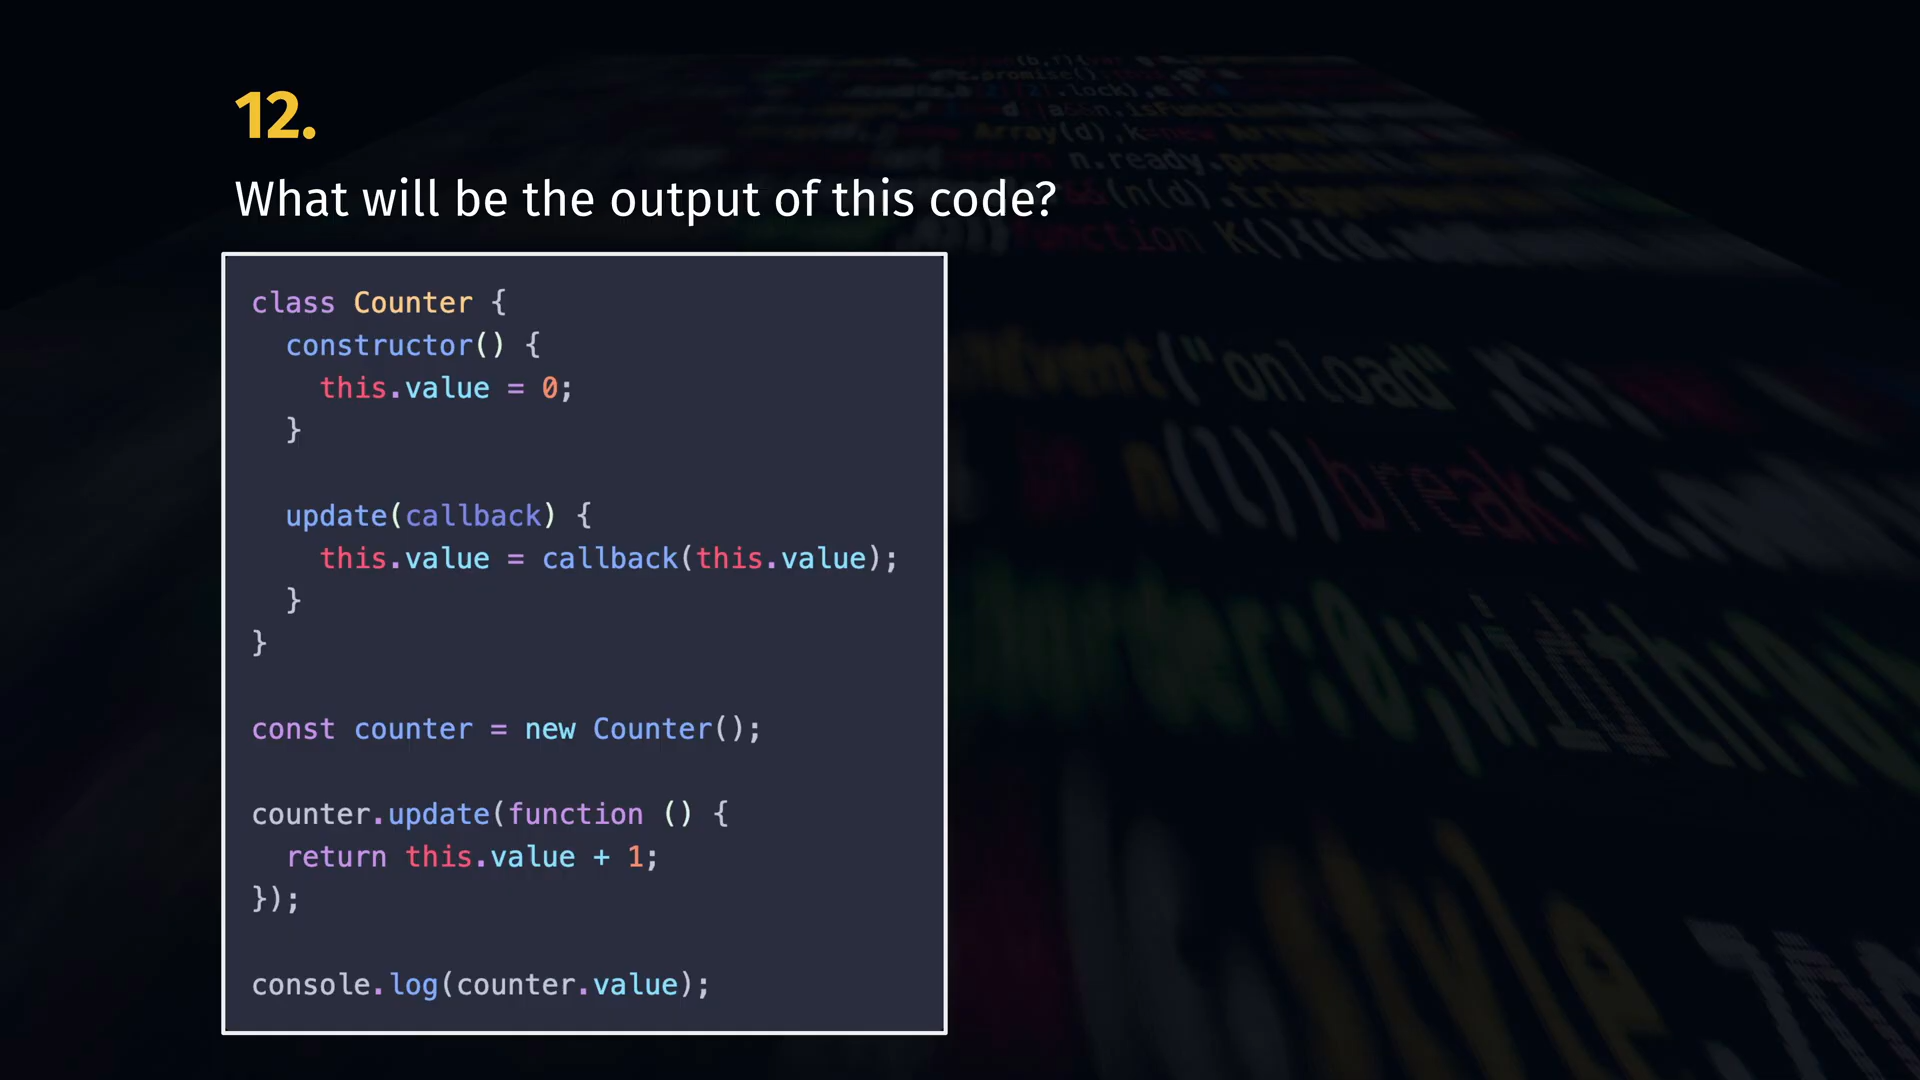 12.
What will be the output of this code?
class Counter {
  constructor() {
    this.value = 0;
  }

  update(callback) {
    this.value = callback(this.value);
  }
}

const counter = new Counter();

counter.update(function () {
  return this.value + 1;
});

console.log(counter.value);